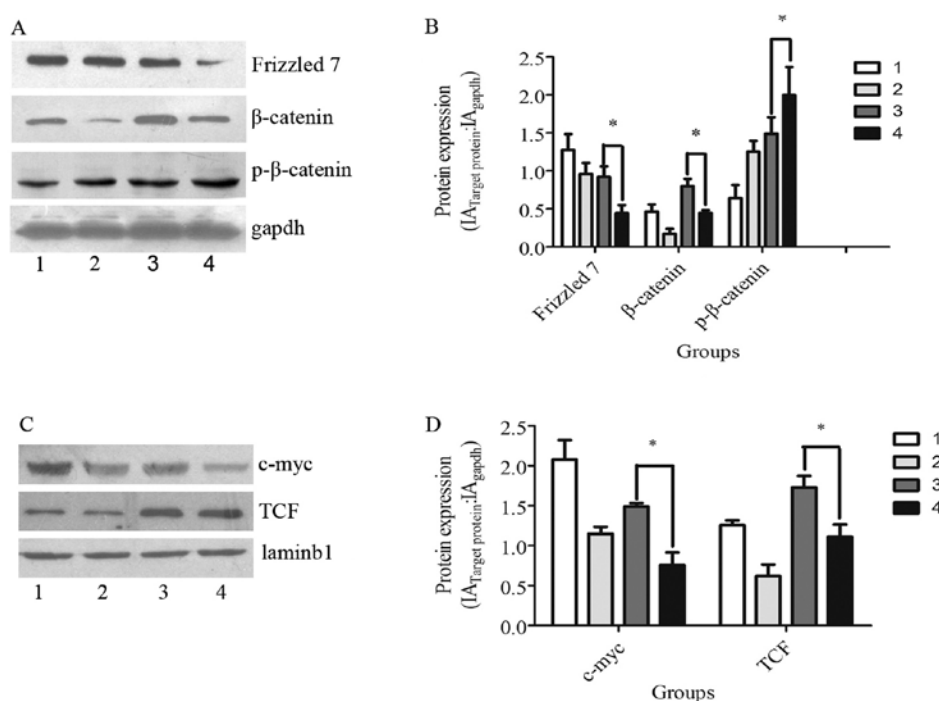 A
Frizzled 7
β-catenin
p-β-catenin
gapdh
1 2 3 4
B
Protein expression
(IATarget protein:IAgapdh)
2.5
2.0
1.5
1.0
0.5
0.0
*
*
*
1
2
3
4
Frizzled 7
β-catenin
p-β-catenin
Groups
C
c-myc
TCF
laminb1
1 2 3 4
D
Protein expression
(IATarget protein:IAgapdh)
2.5
2.0
1.5
1.0
0.5
0.0
*
*
1
2
3
4
c-myc
TCF
Groups